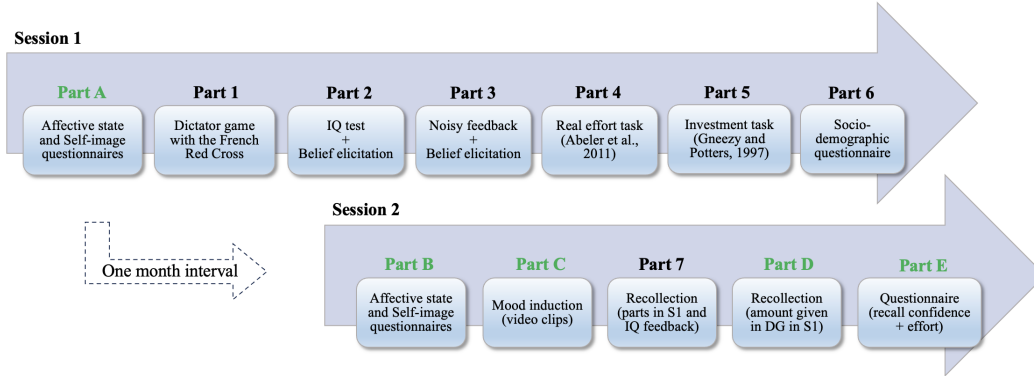 Session 1
Part A
Affective state
and Self-image
questionnaires
Part 1
Dictator game
with the French
Red Cross
Part 2
IQ test
+
Belief elicitation
Part 3
Noisy feedback
+
Belief elicitation
Part 4
Real effort task
(Abeler et al.,
2011)
Part 5
Investment task
(Gneezy and
Potters, 1997)
Part 6
Socio-
demographic
questionnaire
One month interval
Session 2
Part B
Affective state
and Self-image
questionnaires
Part C
Mood induction
(video clips)
Part 7
Recollection
(parts in S1 and
IQ feedback)
Part D
Recollection
(amount given
in DG in S1)
Part E
Questionnaire
(recall confidence
+ effort)